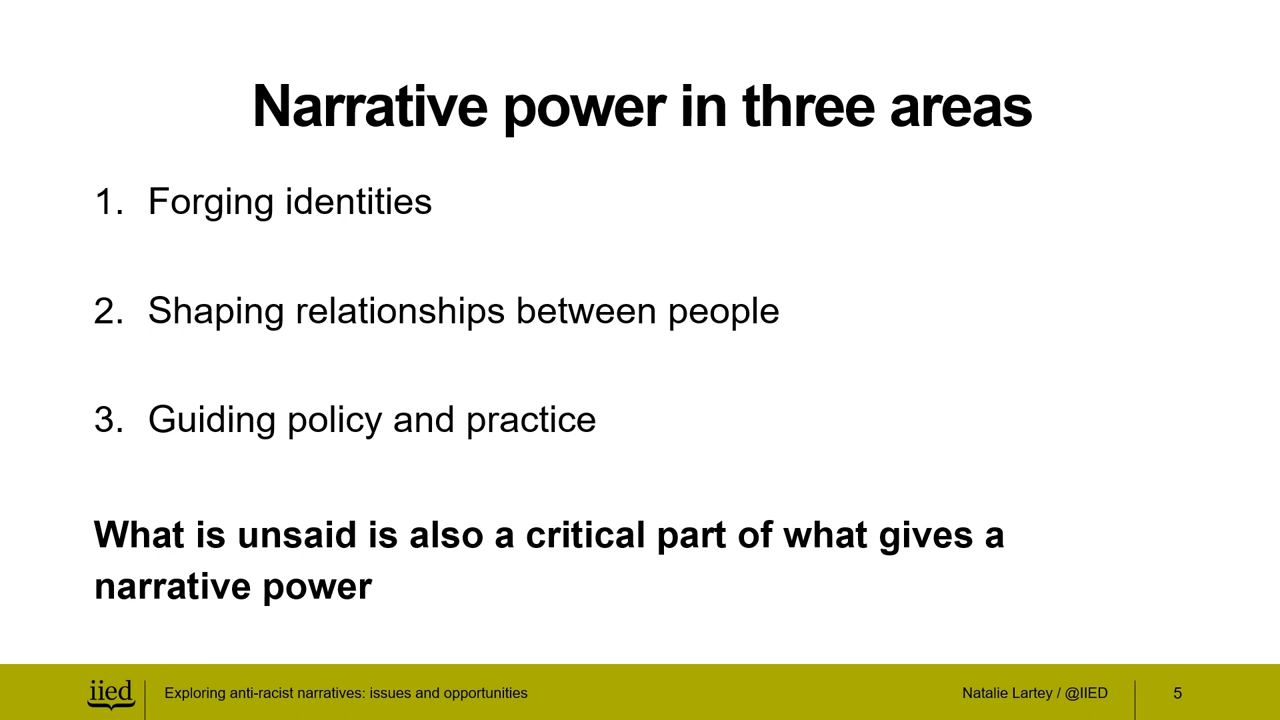 Narrative power in three areas
1. Forging identities
2. Shaping relationships between people
3. Guiding policy and practice
What is unsaid is also a critical part of what gives a
narrative power
iied
Exploring anti-racist narratives: issues and opportunities
Natalie Lartey / @IIED
5